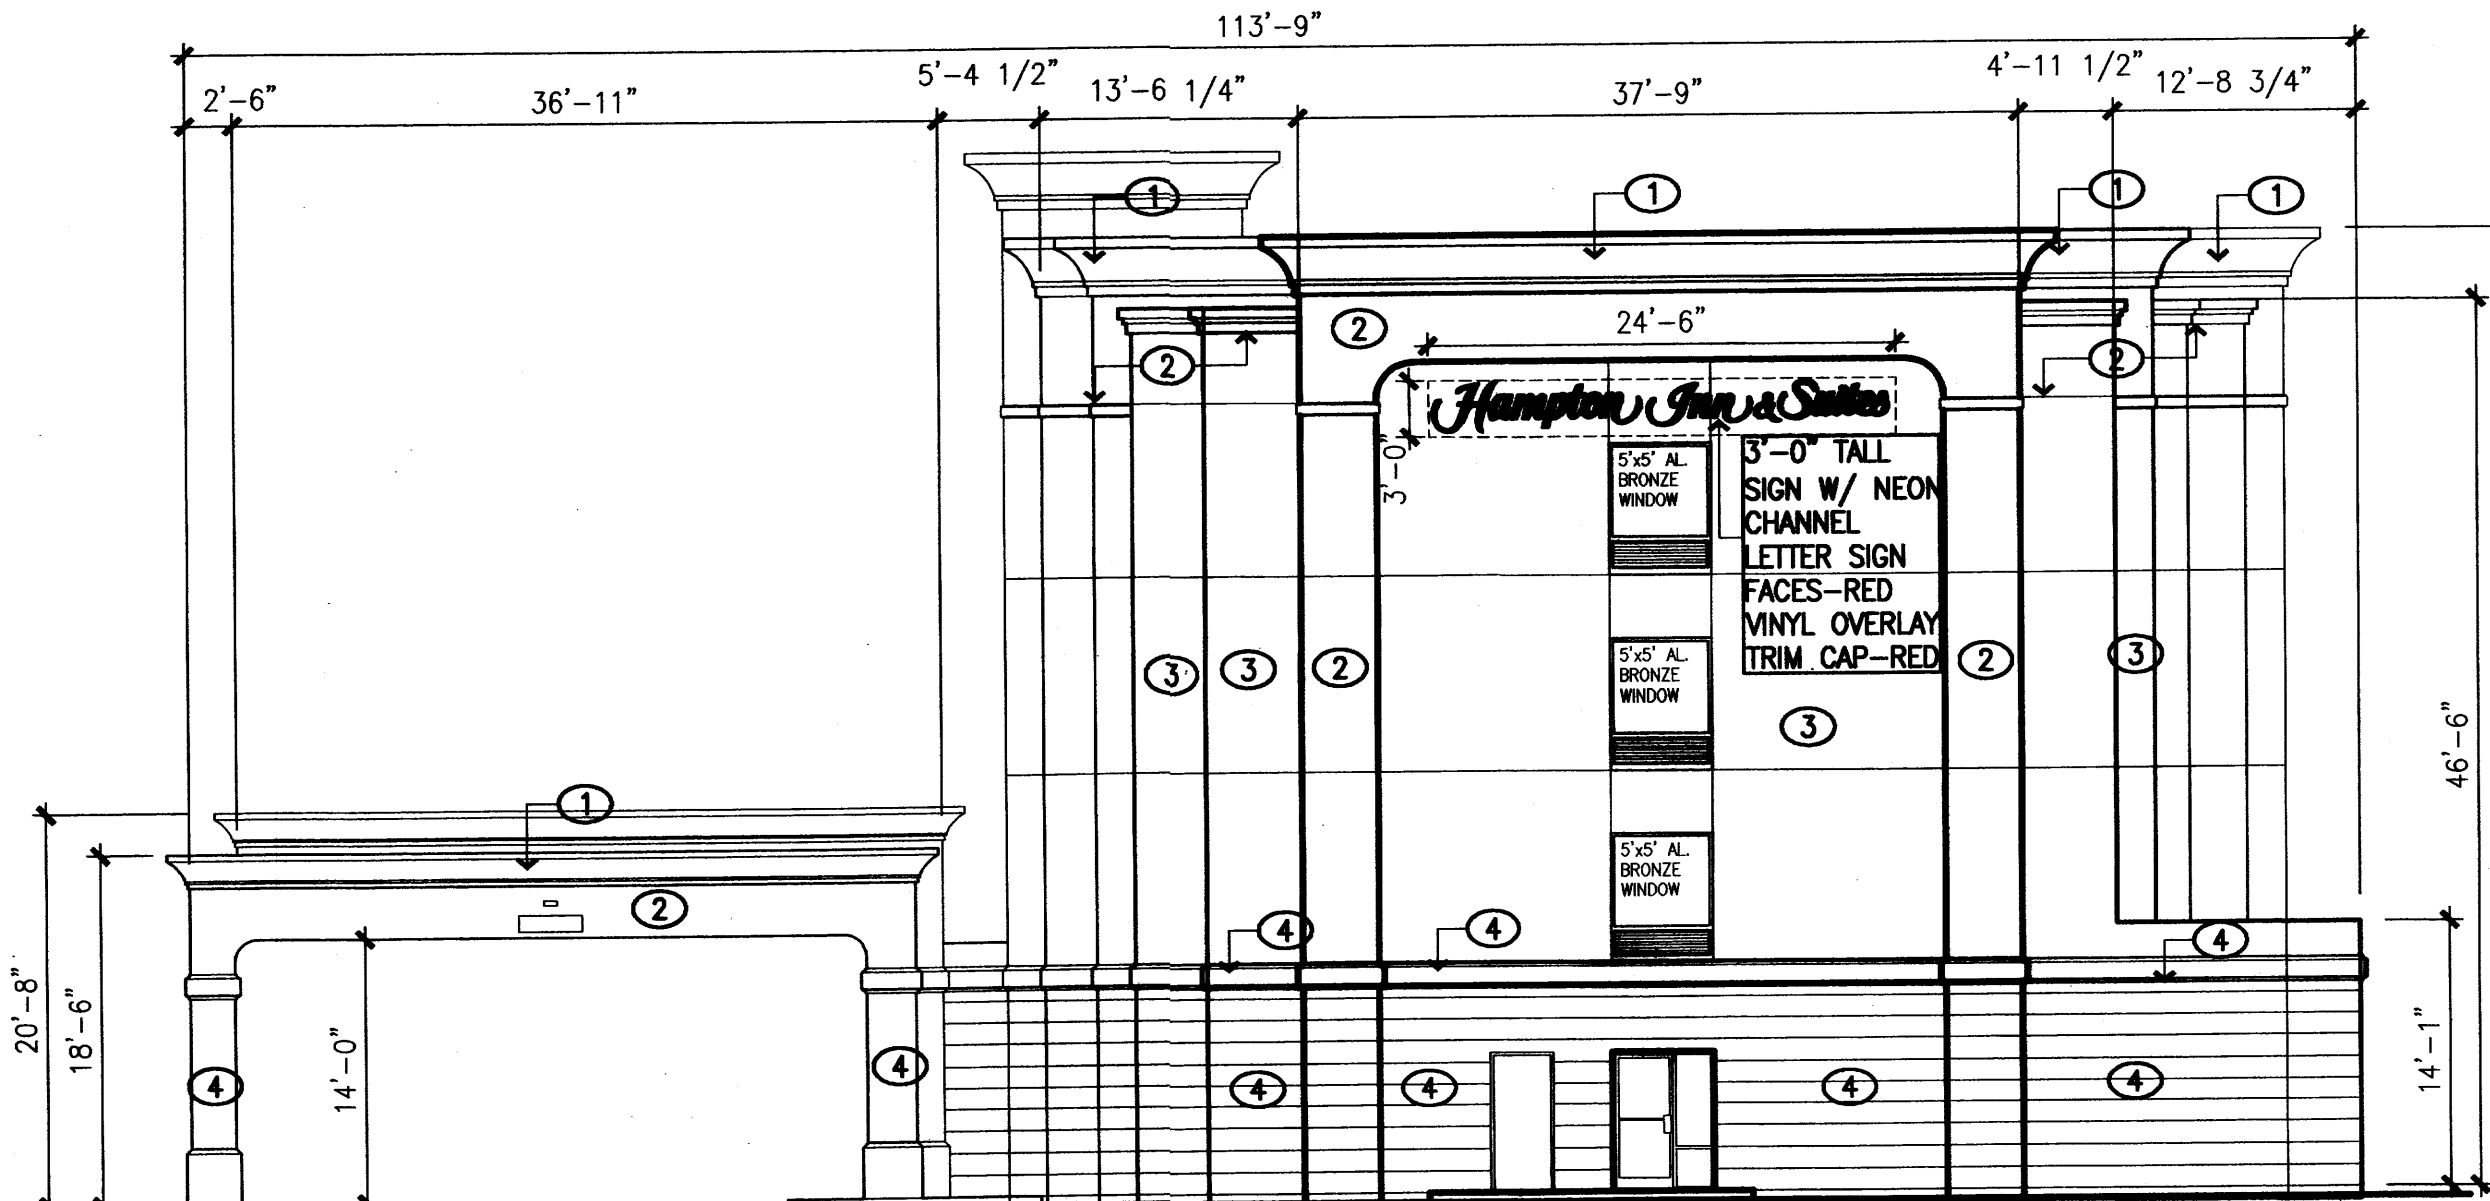 113'-9"
2'-6"
36'-11"
5'-4 1/2"
13'-6 1/4"
37'-9"
4'-11 1/2"
12'-8 3/4"
1
1
1
1
2
24'-6"
2
2
Hampton Inn & Suites
3'-0"
3'-0" TALL
SIGN W/ NEON
CHANNEL
LETTER SIGN
FACES-RED
VINYL OVERLAY
TRIM CAP-RED
5'x5' AL.
BRONZE
WINDOW
3
3
2
5'x5' AL.
BRONZE
WINDOW
2
3
3
46'-6"
1
5'x5' AL.
BRONZE
WINDOW
2
4
4
4
20'-8"
18'-6"
14'-0"
14'-1"
4
4
4
4
4
4